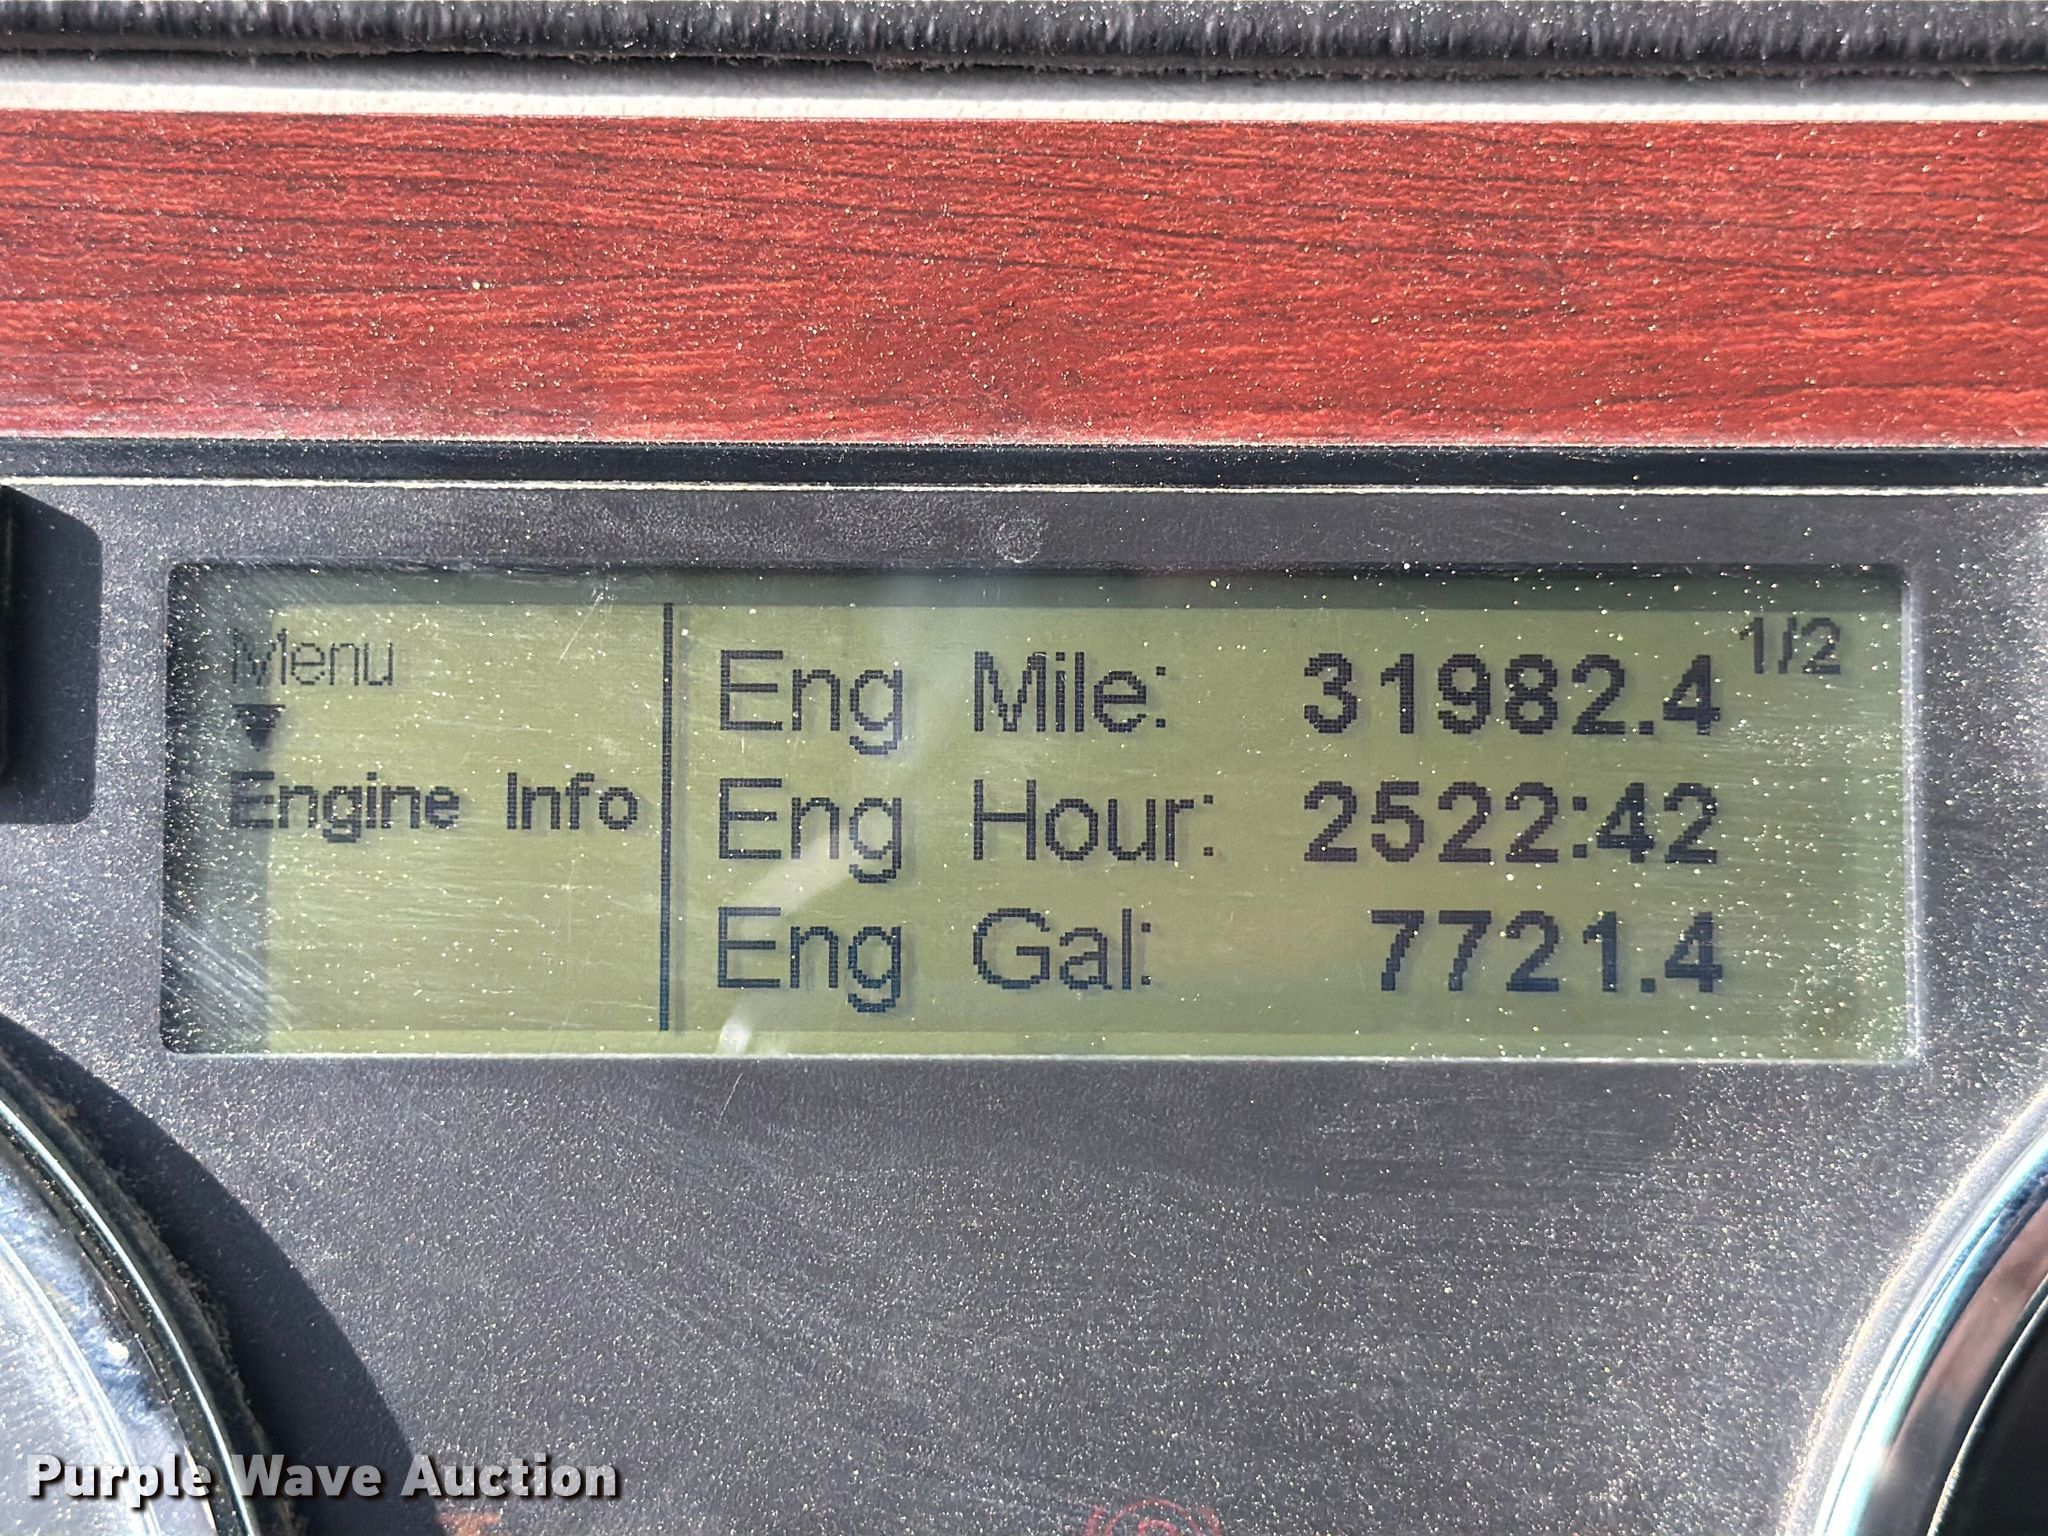 Menu
Engine Info
Eng Mile: 31982.4 1/2
Eng Hour: 2522:42
Eng Gal: 7721.4
Purple Wave Auction